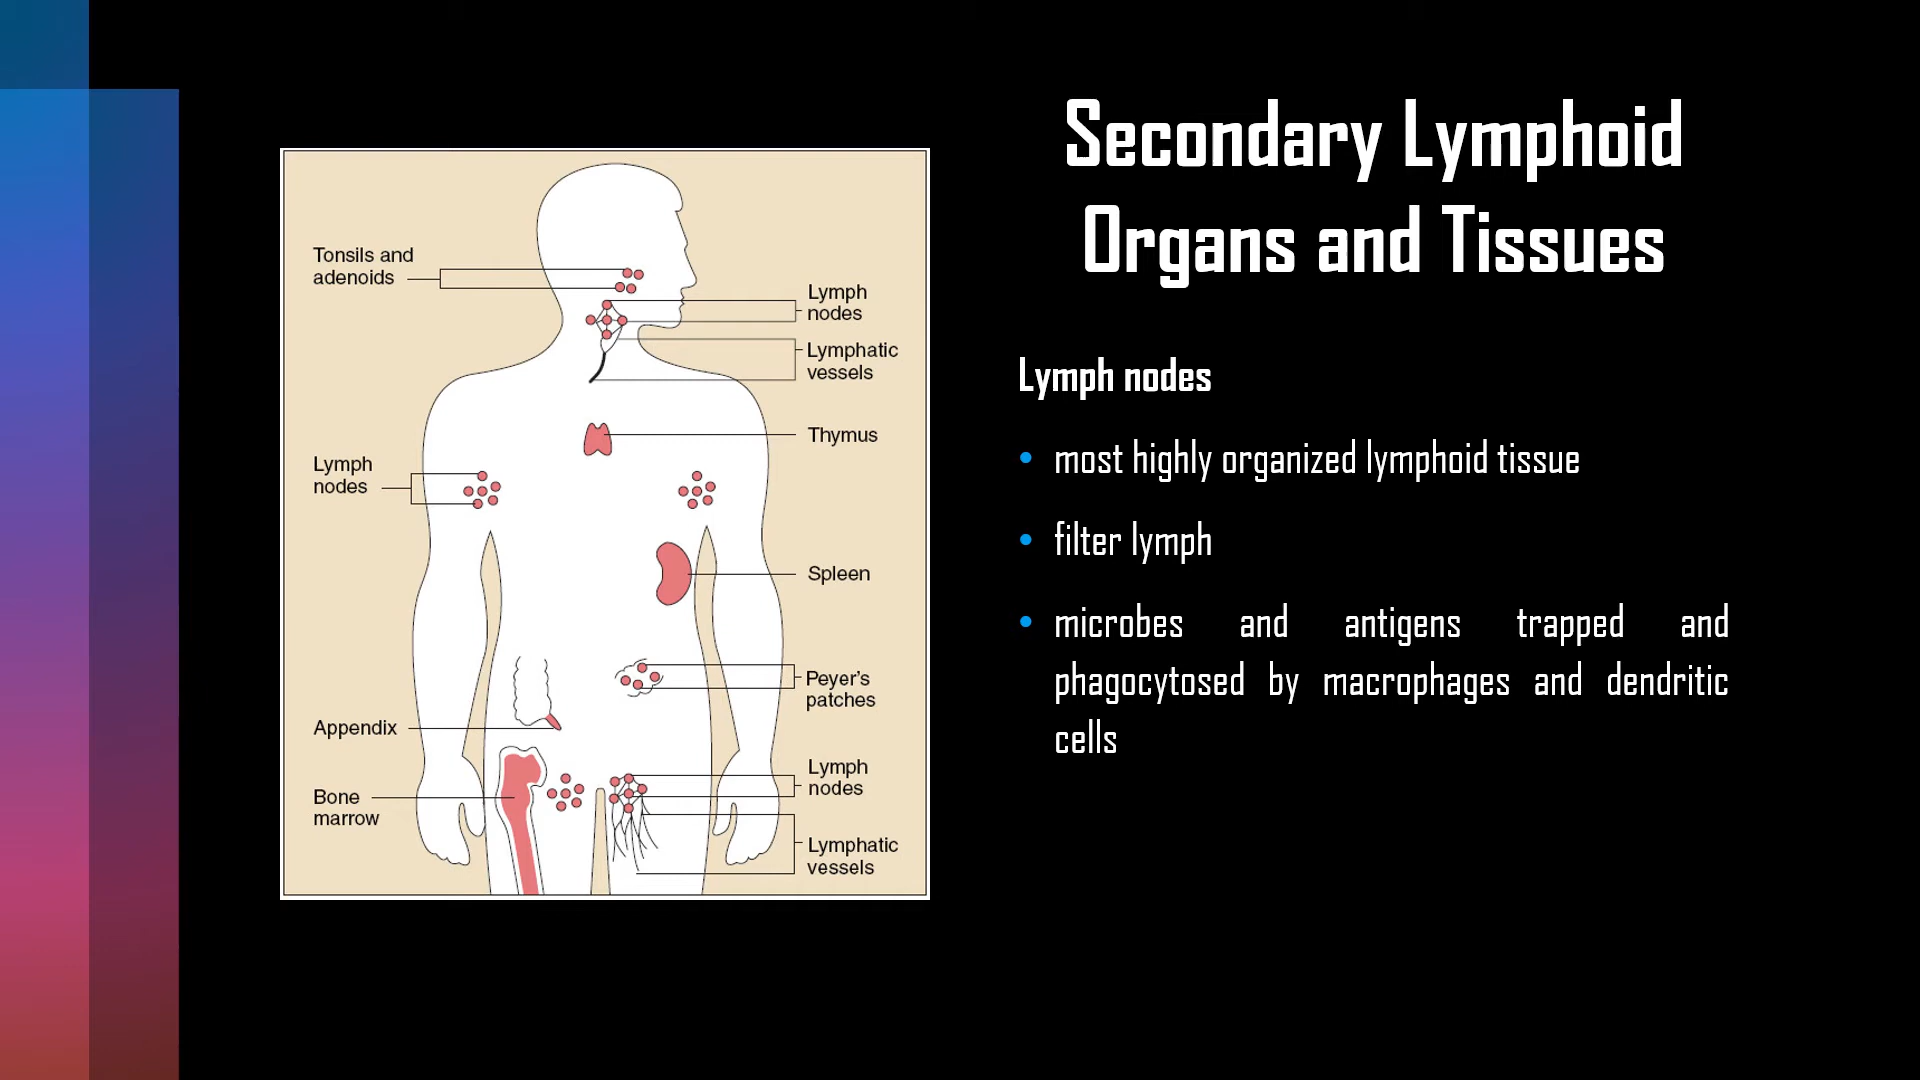 Secondary Lymphoid
Organs and Tissues
Tonsils and
adenoids
Lymph
nodes
Lymphatic
vessels
Thymus
Lymph
nodes
Spleen
Peyer's
patches
Appendix
Lymph
nodes
Bone
marrow
Lymphatic
vessels
Lymph nodes
• most highly organized lymphoid tissue
• filter lymph
• microbes and antigens trapped and
phagocytosed by macrophages and dendritic
cells